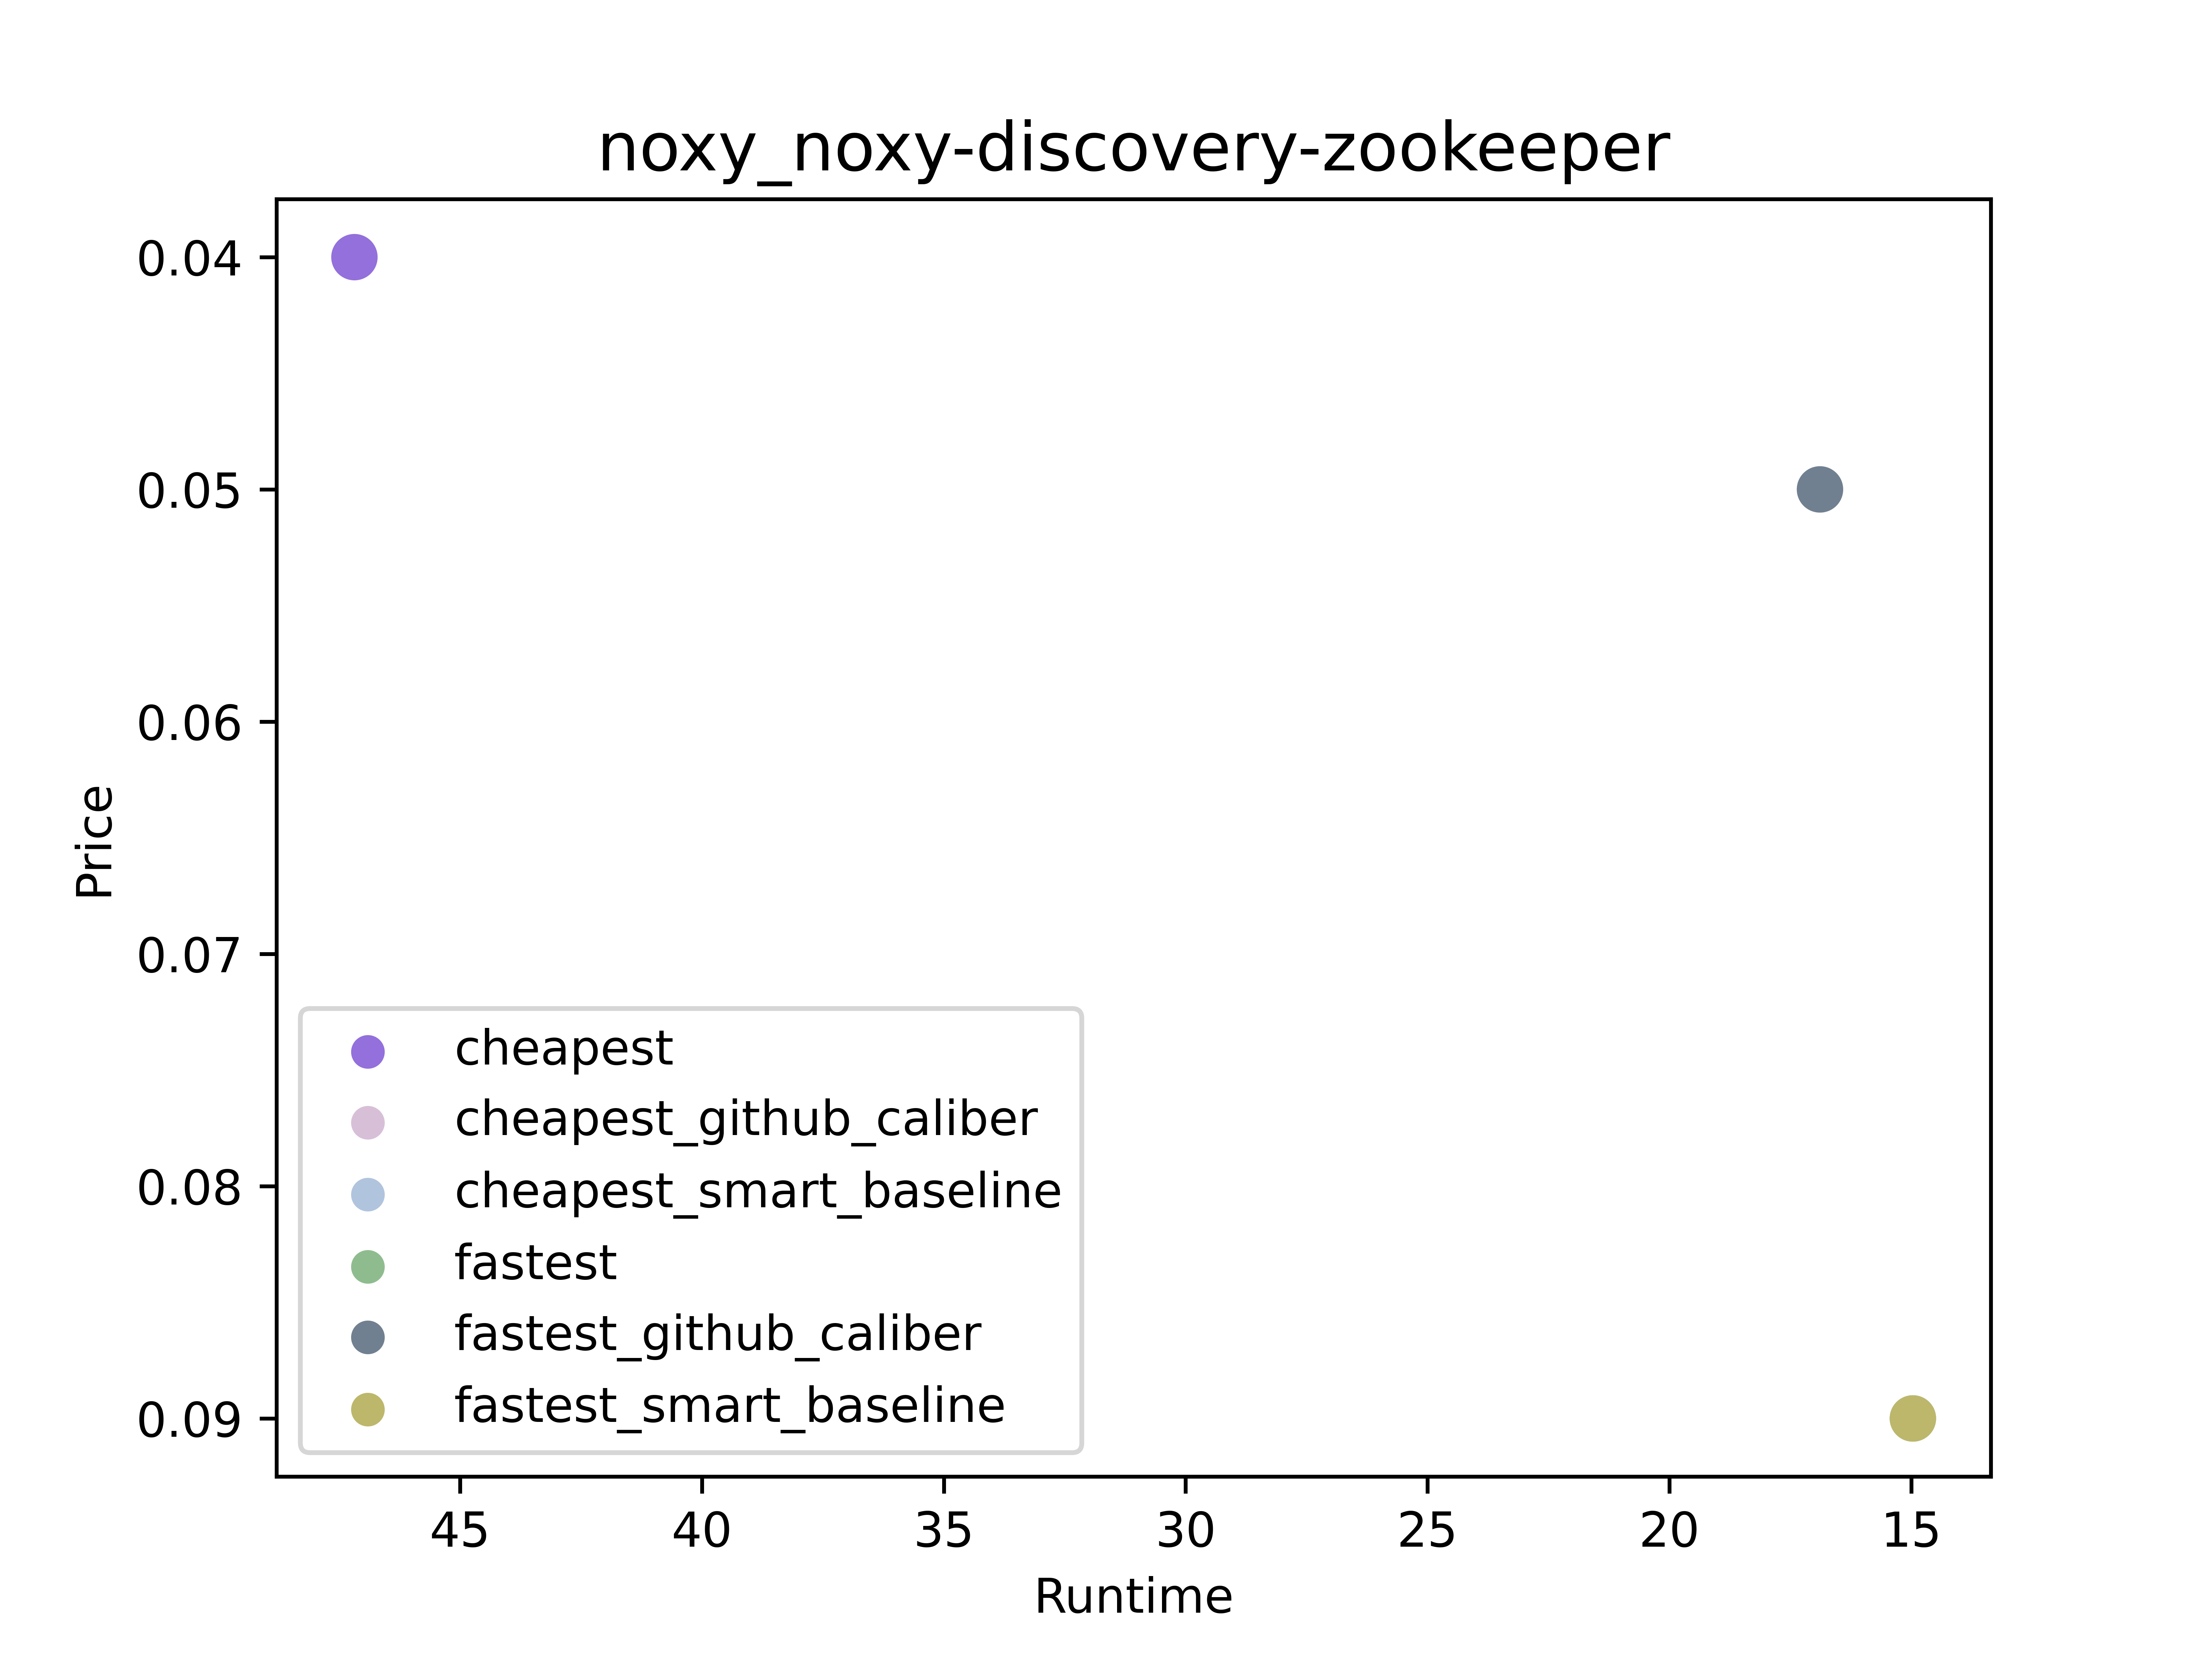 noxy_noxy-discovery-zookeeper
0.04
0.05
0.06
0.07
0.08
0.09
Price
cheapest
cheapest_github_caliber
cheapest_smart_baseline
fastest
fastest_github_caliber
fastest_smart_baseline
45 40 35 30 25 20 15
Runtime